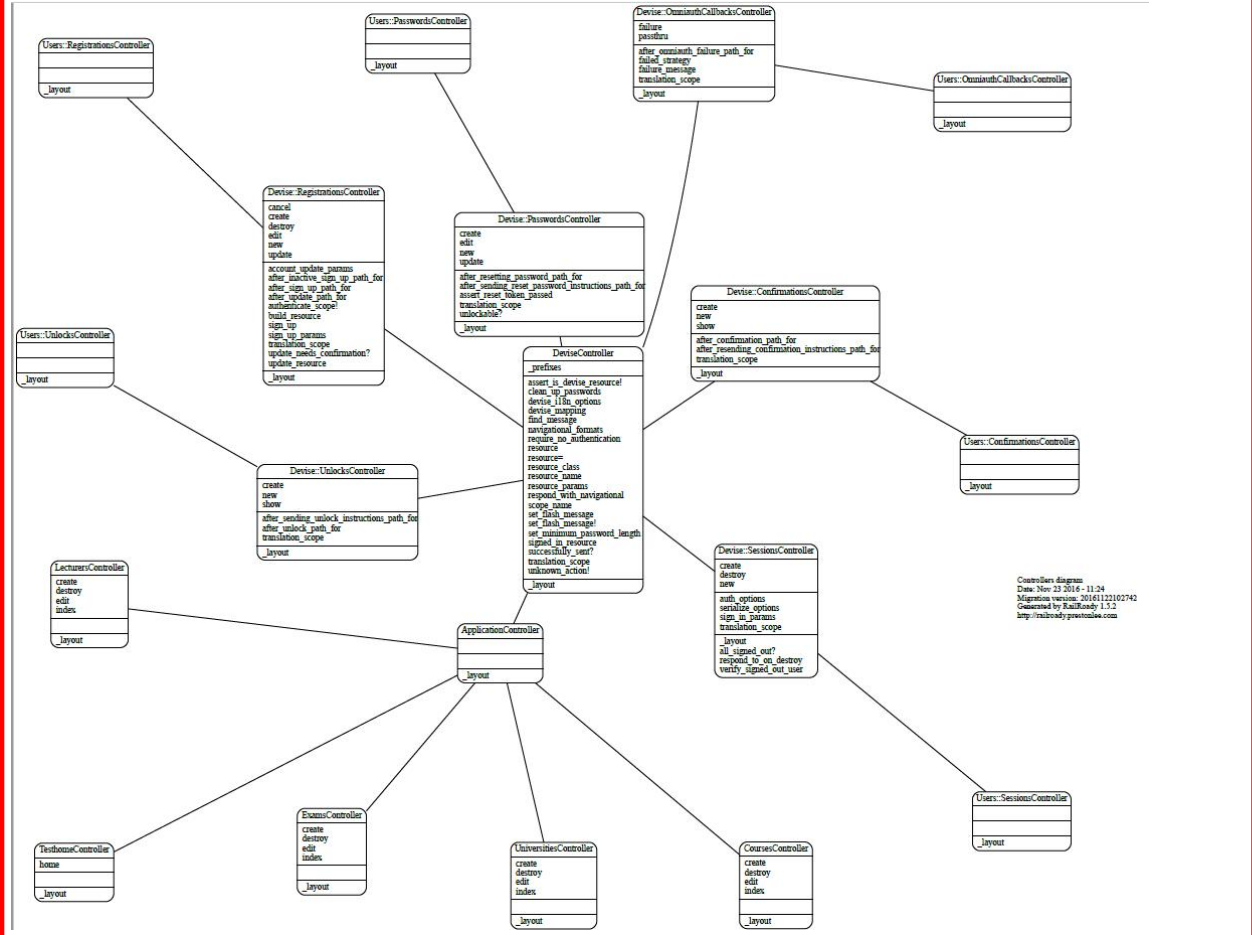 Users::RegistrationsController
_layout
Users::PasswordsController
_layout
Devise::OmniauthCallbacksController
failure
passthru
after_omniauth_failure_path_for
failed_strategy
failure_message
translation_scope
_layout
Users::OmniauthCallbacksController
_layout
Devise::RegistrationsController
cancel
create
destroy
edit
new
update
account_update_params
after_inactive_sign_up_path_for
after_sign_up_path_for
after_update_path_for
authenticate_scope!
build_resource
sign_up
sign_up_params
translation_scope
update_needs_confirmation?
update_resource
_layout
Devise::PasswordsController
create
edit
new
update
after_resetting_password_path_for
after_sending_reset_password_instructions_path_for
assert_reset_token_passed
translation_scope
unlockable?
_layout
Devise::ConfirmationsController
create
new
show
after_confirmation_path_for
after_resending_confirmation_instructions_path_for
translation_scope
_layout
Users::UnlocksController
_layout
DeviseController
_prefixes
assert_is_devise_resource!
clean_up_passwords
devise_i18n_options
devise_mapping
find_message
navigational_formats
require_no_authentication
resource
resource=
resource_class
resource_name
resource_params
respond_with_navigational
scope_name
set_flash_message
set_flash_message!
set_minimum_password_length
signed_in_resource
successfully_sent?
translation_scope
unknown_action!
_layout
Users::ConfirmationsController
_layout
Devise::UnlocksController
create
new
show
after_sending_unlock_instructions_path_for
after_unlock_path_for
translation_scope
_layout
Devise::SessionsController
create
destroy
new
auth_options
serialize_options
sign_in_params
translation_scope
_layout
all_signed_out?
respond_to_on_destroy
verify_signed_out_user
LecturersController
create
destroy
edit
index
_layout
Controllers diagram
Date: Nov 23 2016 - 11:24
Migration version: 20161122102742
Generated by RailRoady 1.5.2
http://railroady.prestonlee.com
ApplicationController
_layout
Users::SessionsController
_layout
ExamsController
create
destroy
edit
index
_layout
TesthomeController
home
_layout
UniversitiesController
create
destroy
edit
index
_layout
CoursesController
create
destroy
edit
index
_layout